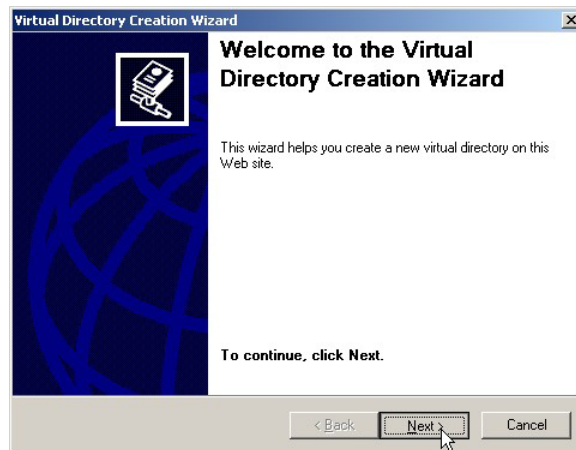 Virtual Directory Creation Wizard
Welcome to the Virtual
Directory Creation Wizard
This wizard helps you create a new virtual directory on this
Web site.
To continue, click Next.
< Back
Next >
Cancel